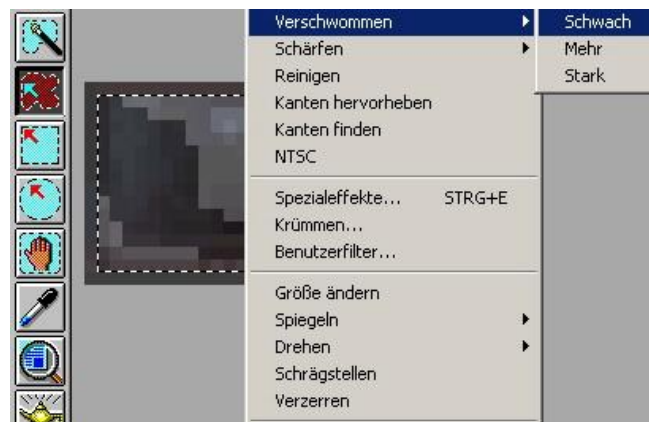 Verschwommen
Schärfen
Reinigen
Kanten hervorheben
Kanten finden
NTSC
Spezialeffekte... STRG+E
Krümmen...
Benutzerfilter...
Größe ändern
Spiegeln
Drehen
Schrägstellen
Verzerren
Schwach
Mehr
Stark